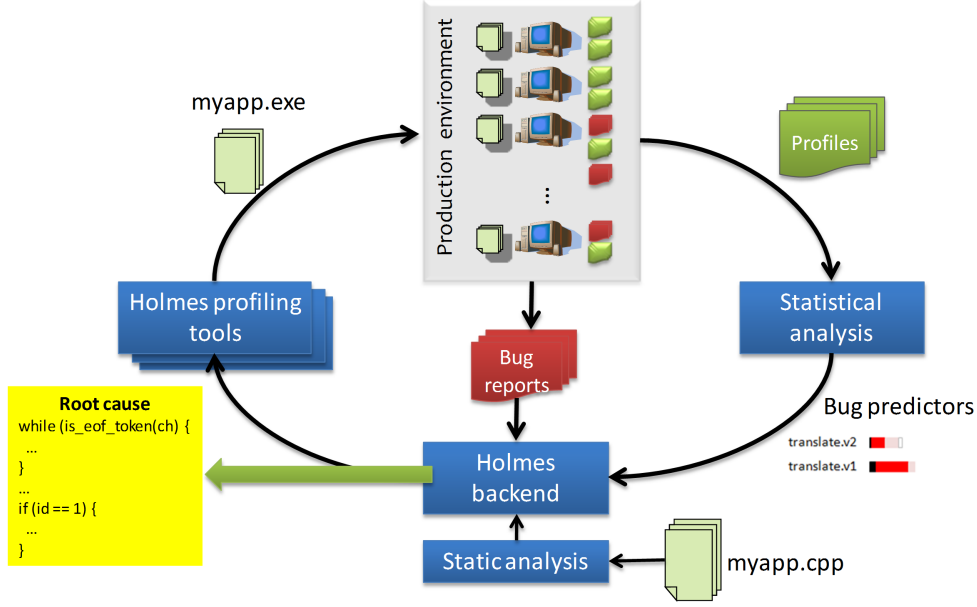 myapp.exe
Production environment
...
Profiles
Holmes profiling
tools
Statistical
analysis
Bug
reports
Root cause
while (is_eof_token(ch) {
...
}
...
if (id == 1) {
...
}
Bug predictors
translate.v2
translate.v1
Holmes
backend
Static analysis
myapp.cpp